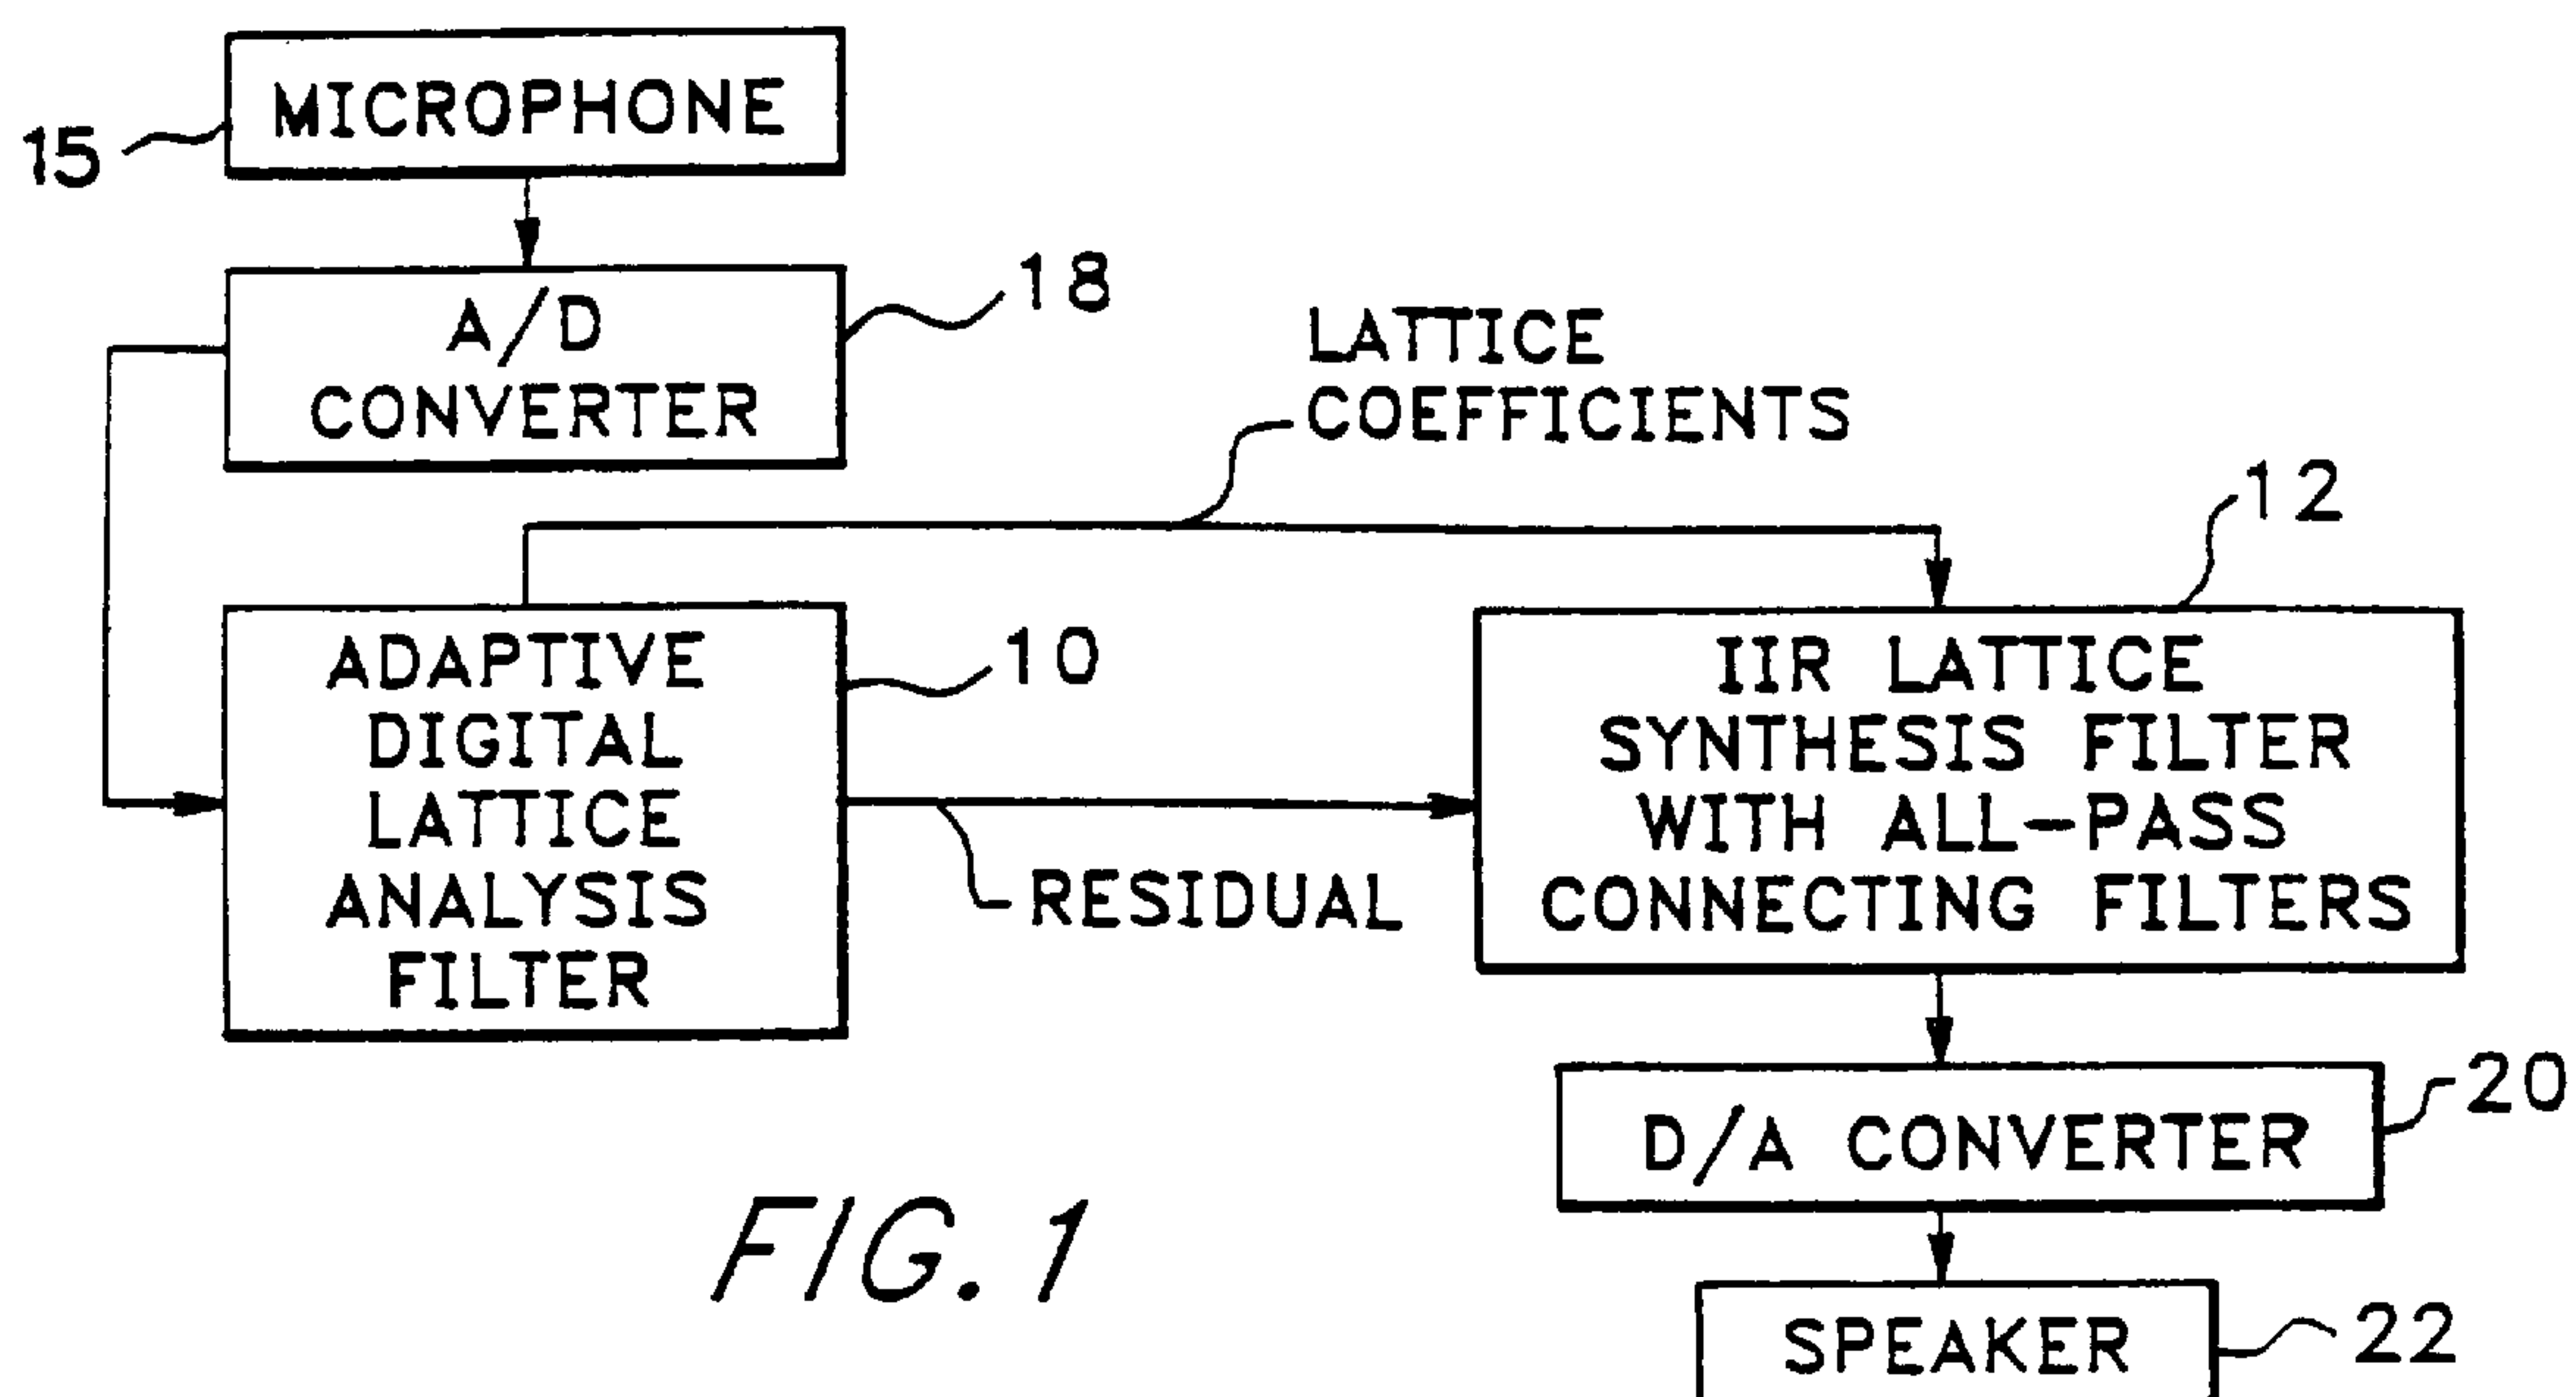 MICROPHONE
15
A/D
CONVERTER
18
LATTICE
COEFFICIENTS
12
ADAPTIVE
DIGITAL
LATTICE
ANALYSIS
FILTER
10
RESIDUAL
IIR LATTICE
SYNTHESIS FILTER
WITH ALL-PASS
CONNECTING FILTERS
D/A CONVERTER
20
SPEAKER
22
FIG. 1